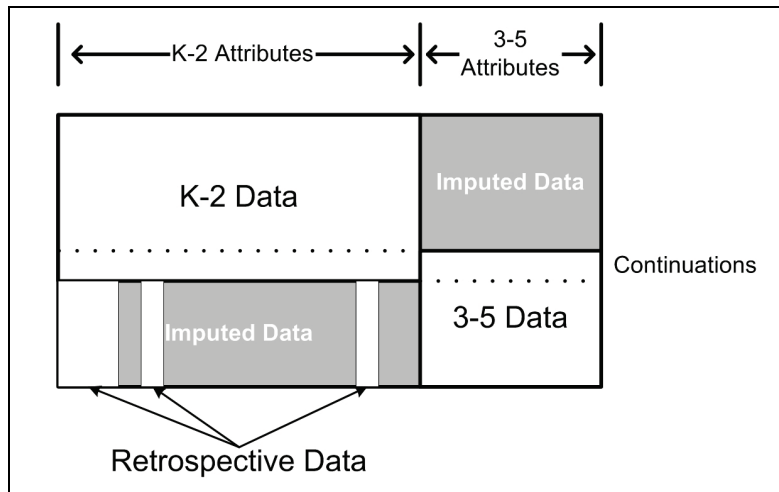 K-2 Attributes
3-5
Attributes
K-2 Data
Imputed Data
Continuations
Imputed Data
3-5 Data
Retrospective Data